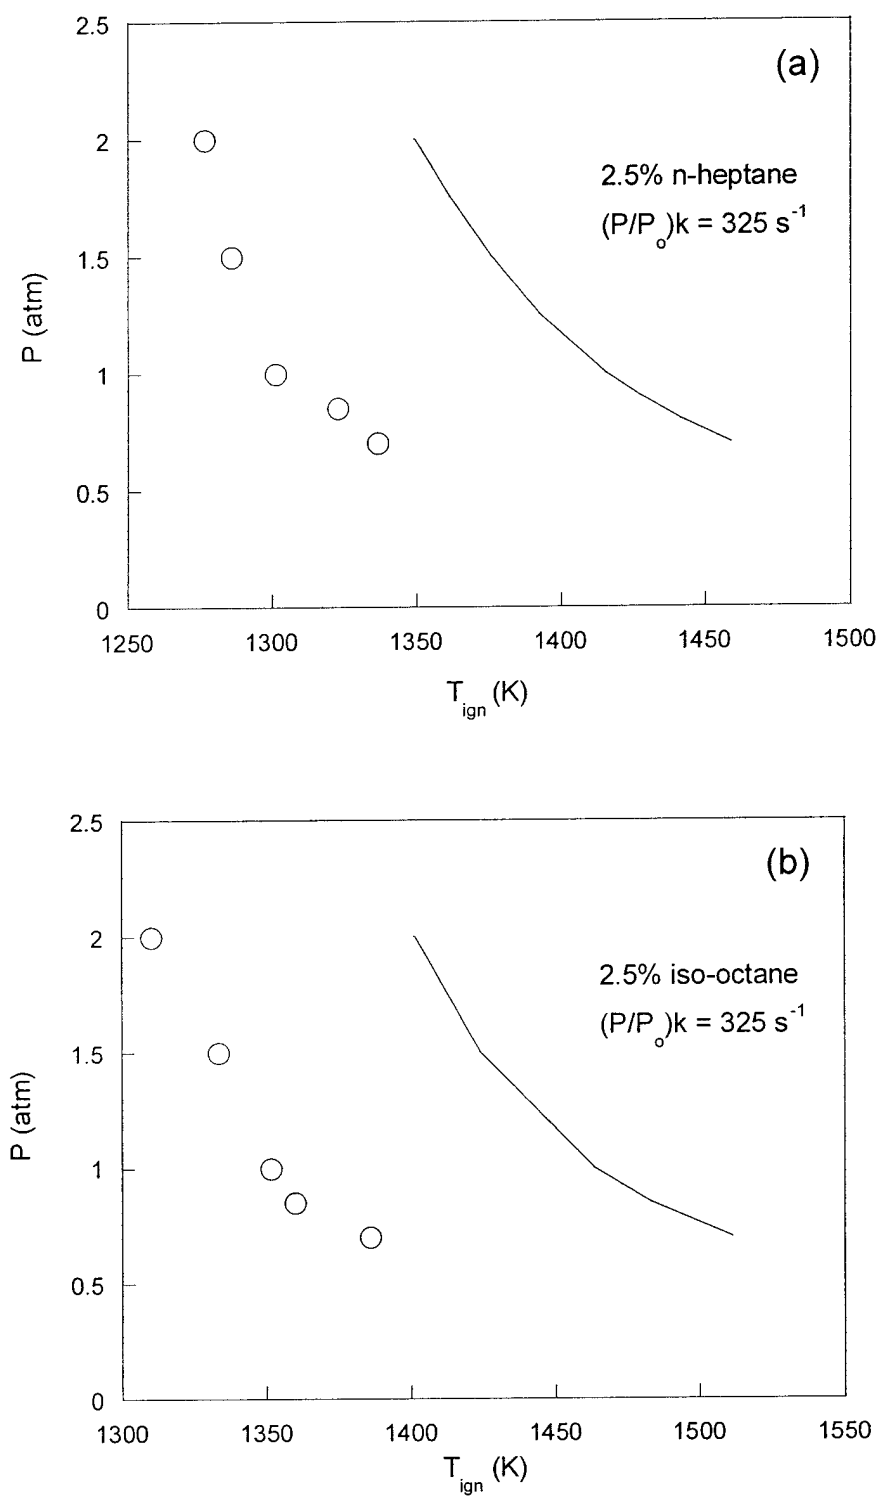 2.5
(a)
2
2.5% n-heptane
(P/Pₒ)k = 325 s⁻¹
1.5
P (atm)
1
0.5
0
1250 1300 1350 1400 1450 1500
T_ign (K)
2.5
(b)
2
2.5% iso-octane
(P/Pₒ)k = 325 s⁻¹
1.5
P (atm)
1
0.5
0
1300 1350 1400 1450 1500 1550
T_ign (K)